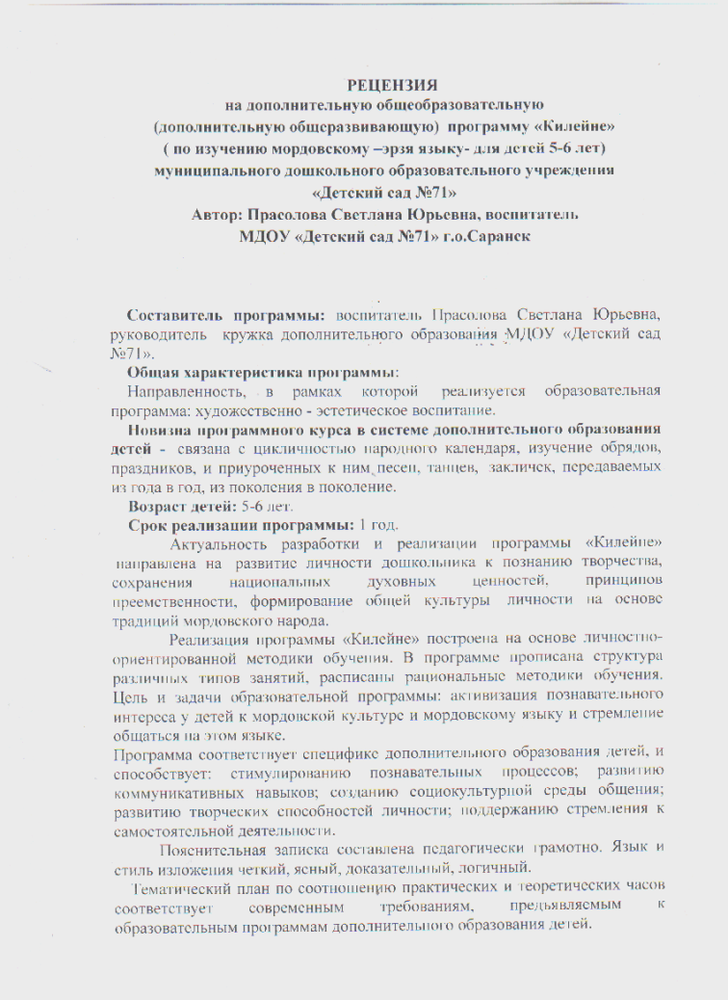 РЕЦЕНЗИЯ
на дополнительную общеобразовательную
(дополнительную общеразвивающую) программу «Килейне»
( по изучению мордовскому –эрзя языку- для детей 5-6 лет)
муниципального дошкольного образовательного учреждения
«Детский сад №71»
Автор: Прасолова Светлана Юрьевна, воспитатель
МДОУ «Детский сад №71» г.о.Саранск
Составитель программы: воспитатель Прасолова Светлана Юрьевна,
руководитель кружка дополнительного образования МДОУ «Детский сад
№71».
Общая характеристика программы:
Направленность, в рамках которой реализуется образовательная
программа: художественно - эстетическое воспитание.
Новизна программного курса в системе дополнительного образования
детей - связана с цикличностью народного календаря, изучение обрядов,
праздников, и приуроченных к ним песен, танцев, закличек, передаваемых
из года в год, из поколения в поколение.
Возраст детей: 5-6 лет.
Срок реализации программы: 1 год.
Актуальность разработки и реализации программы «Килейне»
направлена на развитие личности дошкольника к познанию творчества,
сохранения национальных духовных ценностей, принципов
преемственности, формирование общей культуры личности на основе
традиций мордовского народа.
Реализация программы «Килейне» построена на основе личностно-
ориентированной методики обучения. В программе прописана структура
различных типов занятий, расписаны рациональные методики обучения.
Цель и задачи образовательной программы: активизация познавательного
интереса у детей к мордовской культуре и мордовскому языку и стремление
общаться на этом языке.
Программа соответствует специфике дополнительного образования детей, и
способствует: стимулированию познавательных процессов; развитию
коммуникативных навыков; созданию социокультурной среды общения;
развитию творческих способностей личности; поддержанию стремления к
самостоятельной деятельности.
Пояснительная записка составлена педагогически грамотно. Язык и
стиль изложения четкий, ясный, доказательный, логичный.
Тематический план по соотношению практических и теоретических часов
соответствует современным требованиям, предъявляемым к
образовательным программам дополнительного образования детей.